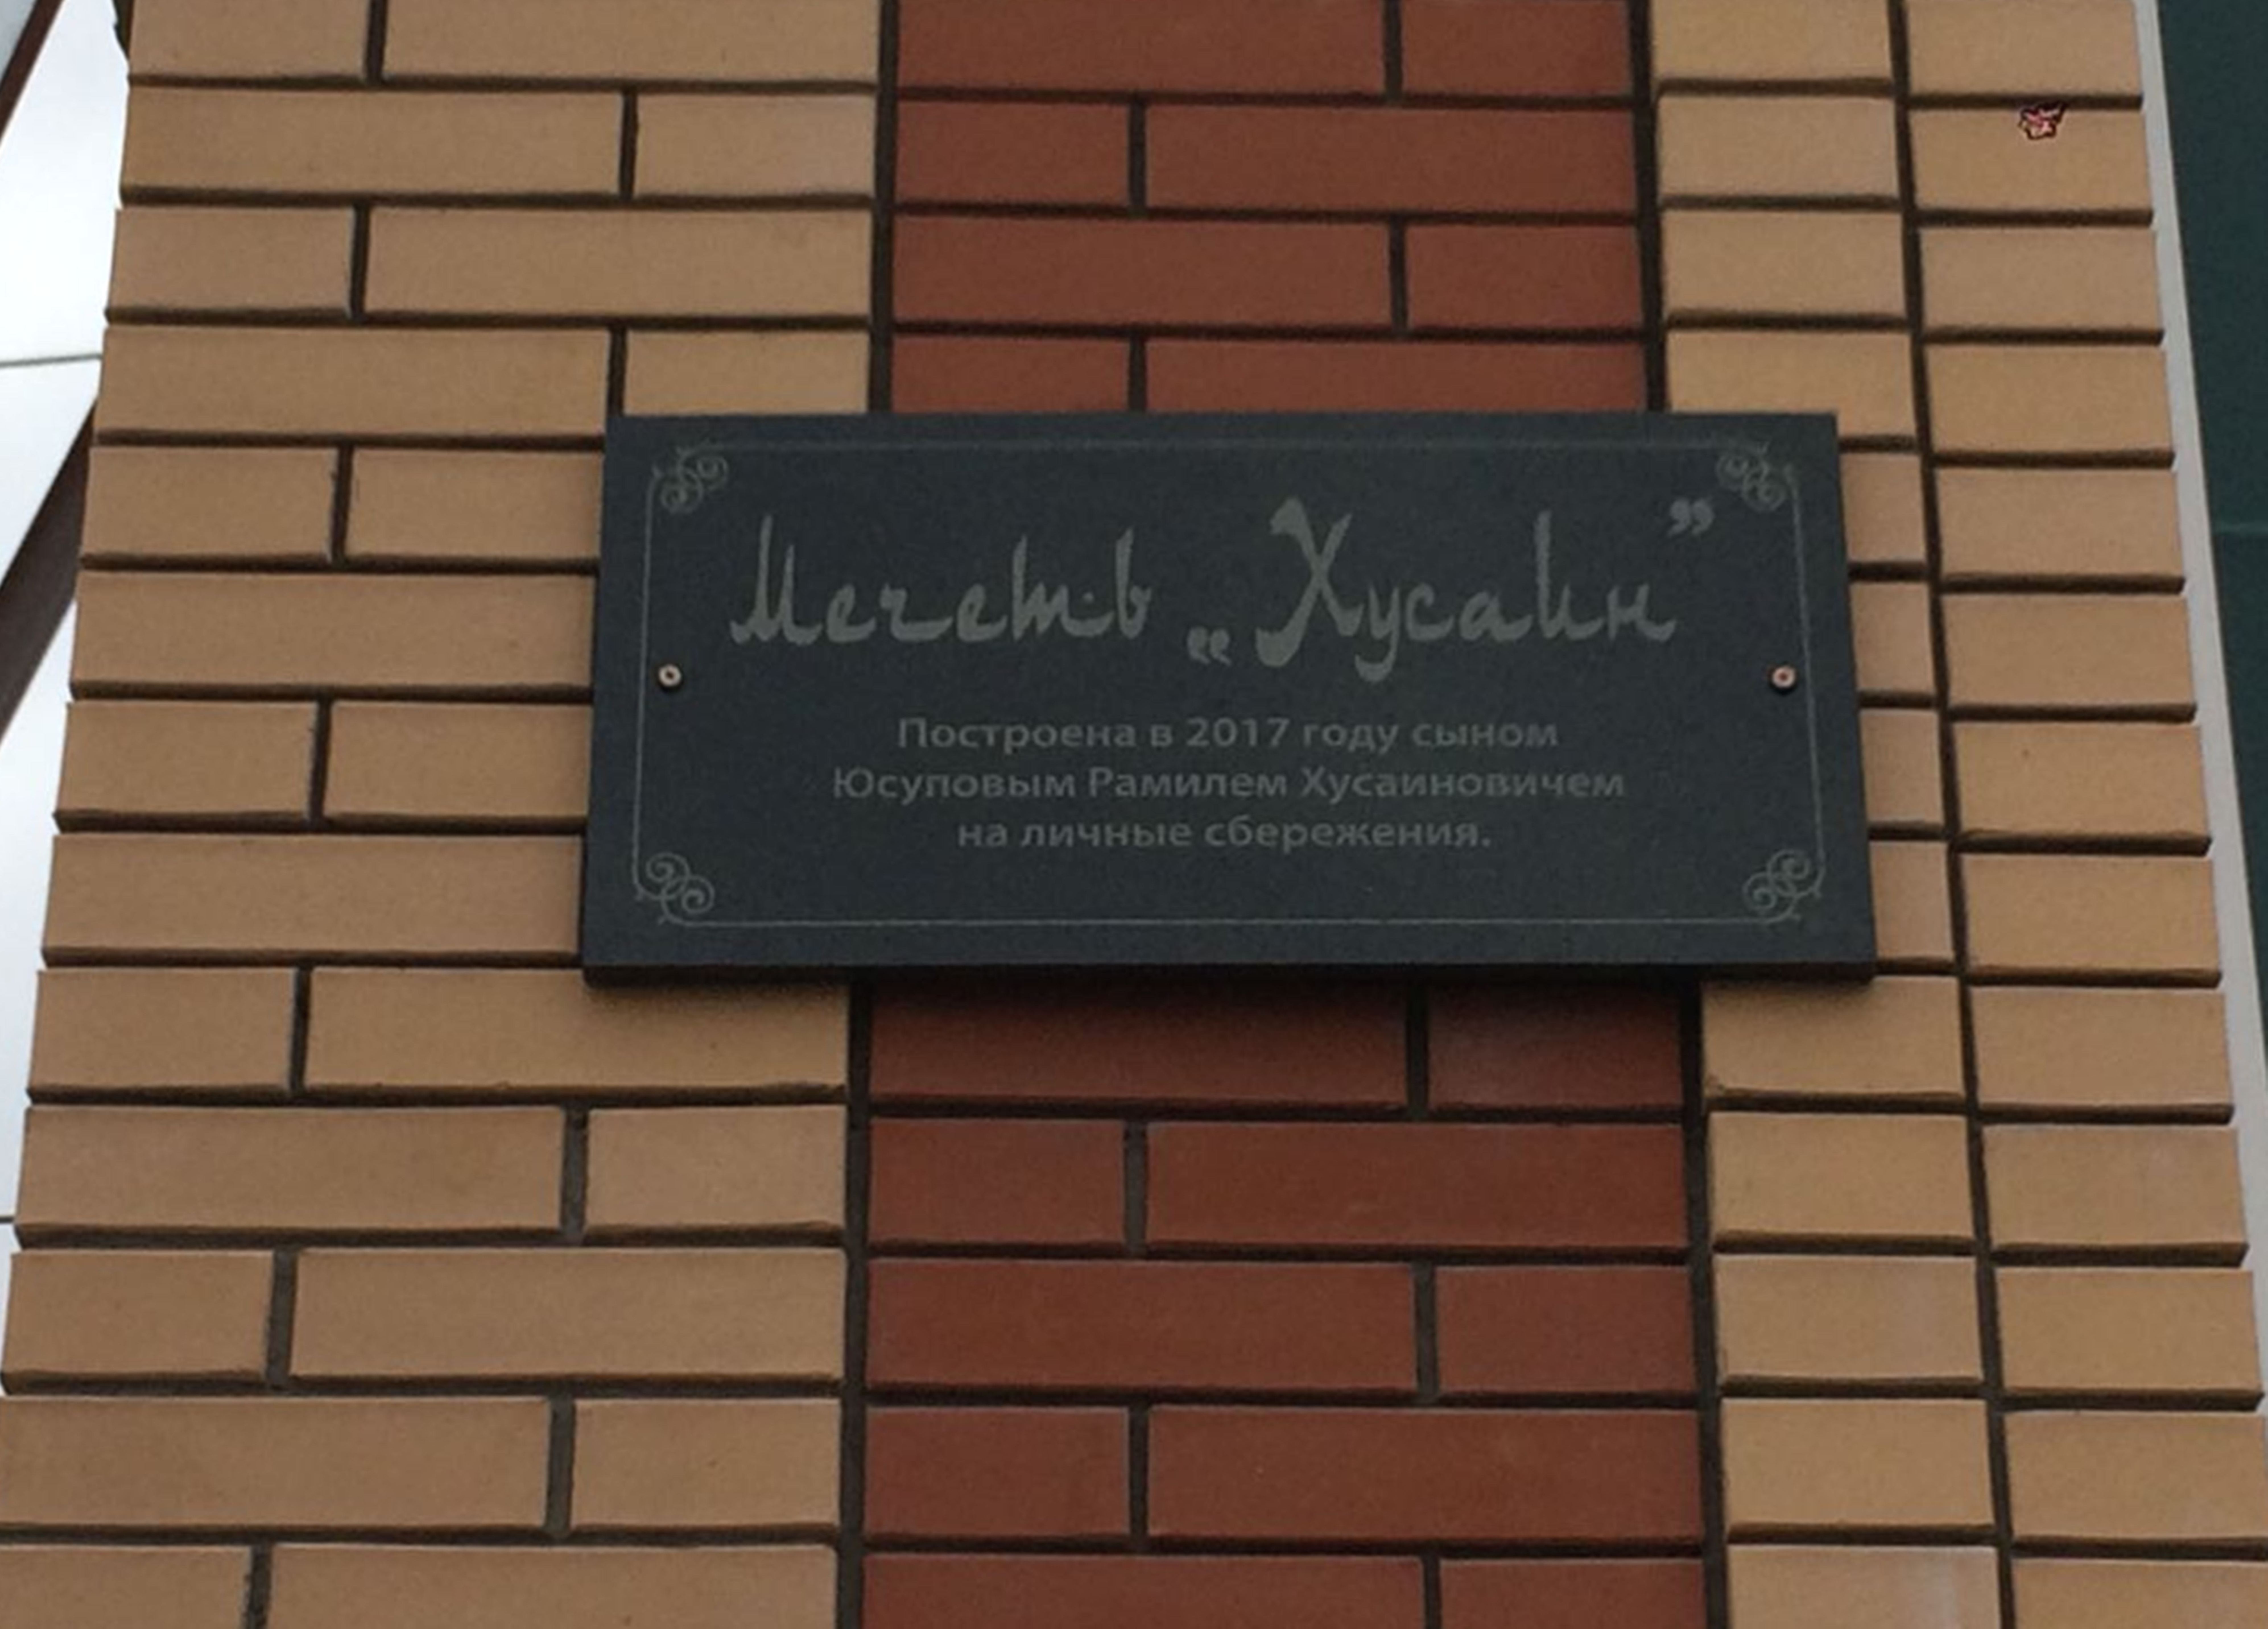 Мечеть „Хусаин”
Построена в 2017 году сыном
Юсуповым Рамилем Хусаиновичем
на личные сбережения.